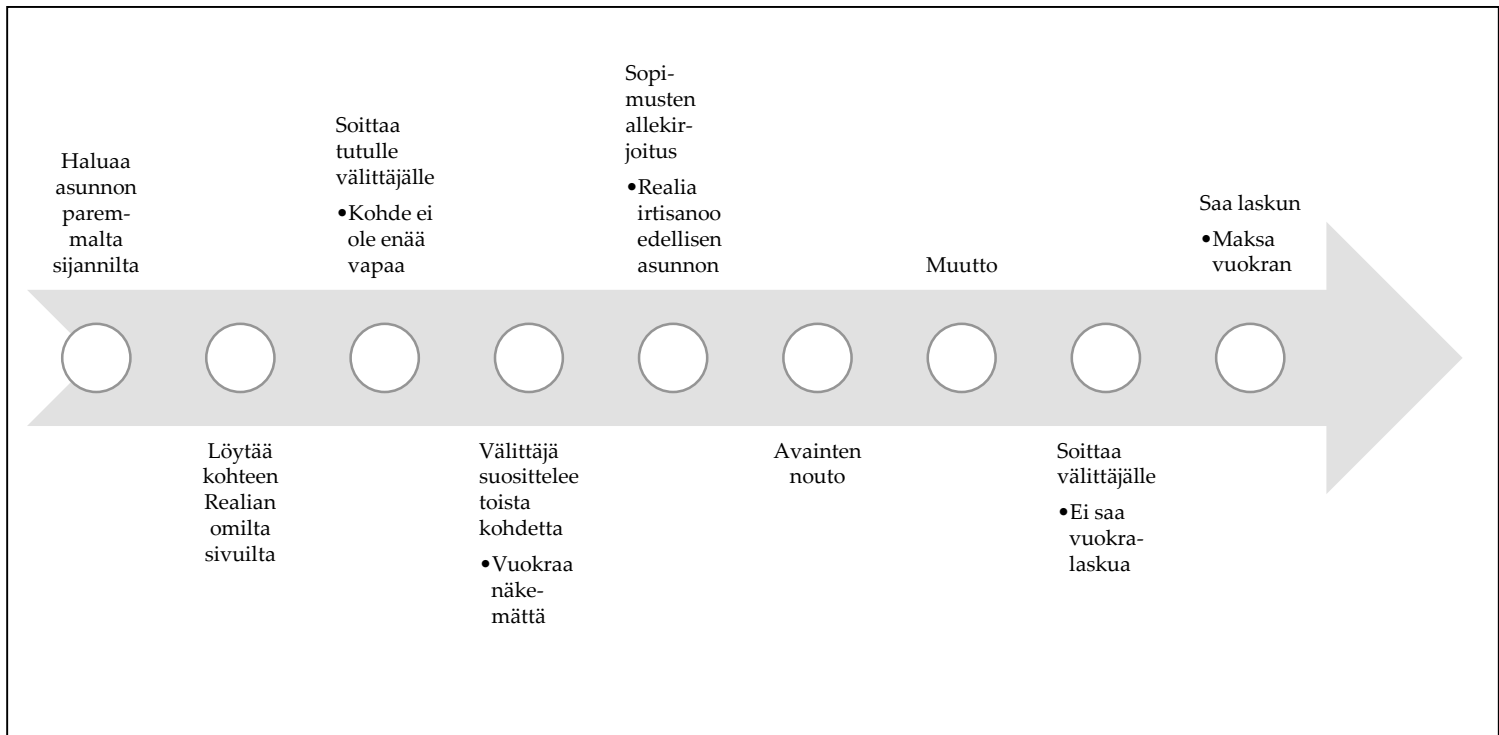 Haluaa
asunnon
parem-
malta
sijannilta
Löytää
kohteen
Realian
omilta
sivuilta
Soittaa
tutulle
välittäjälle
•Kohde ei
ole enää
vapaa
Välittäjä
suosittelee
toista
kohdetta
•Vuokraa
näke-
mättä
Sopi-
musten
allekir-
joitus
•Realia
irtisanoo
edellisen
asunnon
Avainten
nouto
Muutto
Soittaa
välittäjälle
•Ei saa
vuokra-
laskua
Saa laskun
•Maksa
vuokran